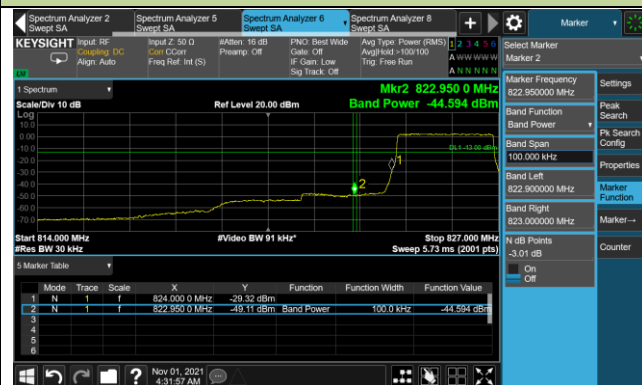 Spectrum Analyzer 2
Swept SA
Spectrum Analyzer 5
Swept SA
Spectrum Analyzer 6
Swept SA
Spectrum Analyzer 8
Swept SA
Marker
KEYSIGHT
Input: RF
Coupling: DC
Align: Auto
Input Z: 50 Ω
Corr CCorr
Freq Ref: Int (S)
#Atten: 16 dB
Preamp: Off
PNO: Best Wide
Gate: Off
IF Gain: Low
Sig Track: Off
Avg Type: Power (RMS)
Avg|Hold:>100/100
Trig: Free Run
1 2 3 4 5 6
A W W W W W
A N N N N N
LXI
Select Marker
Marker 2
1 Spectrum
Scale/Div 10 dB
Ref Level 20.00 dBm
Mkr2 822.950 0 MHz
Band Power -44.594 dBm
Log
10.0
0.00
-10.0
-20.0
-30.0
-40.0
-50.0
-60.0
-70.0
DL1 -13.00 dBm
1
2
Start 814.000 MHz
#Res BW 30 kHz
#Video BW 91 kHz*
Stop 827.000 MHz
Sweep 5.73 ms (2001 pts)
5 Marker Table
Mode Trace Scale X Y Function Function Width Function Value
1 N 1 f 824.000 0 MHz -29.32 dBm
2 N 1 f 822.950 0 MHz -49.11 dBm Band Power 100.0 kHz -44.594 dBm
3
4
5
6
Marker Frequency
822.950000 MHz
Band Function
Band Power
Band Span
100.000 kHz
Band Left
822.900000 MHz
Band Right
823.000000 MHz
N dB Points
-3.01 dB
On
Off
Settings
Peak
Search
Pk Search
Config
Properties
Marker
Function
Marker→
Counter
Nov 01, 2021
4:31:57 AM